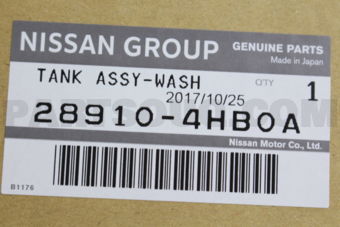 NISSAN GROUP GENUINE PARTS
Made in Japan
TANK ASSY-WASH Q'TY 1
2017/10/25
28910-4HB0A
Nissan Motor Co., Ltd.
B1176